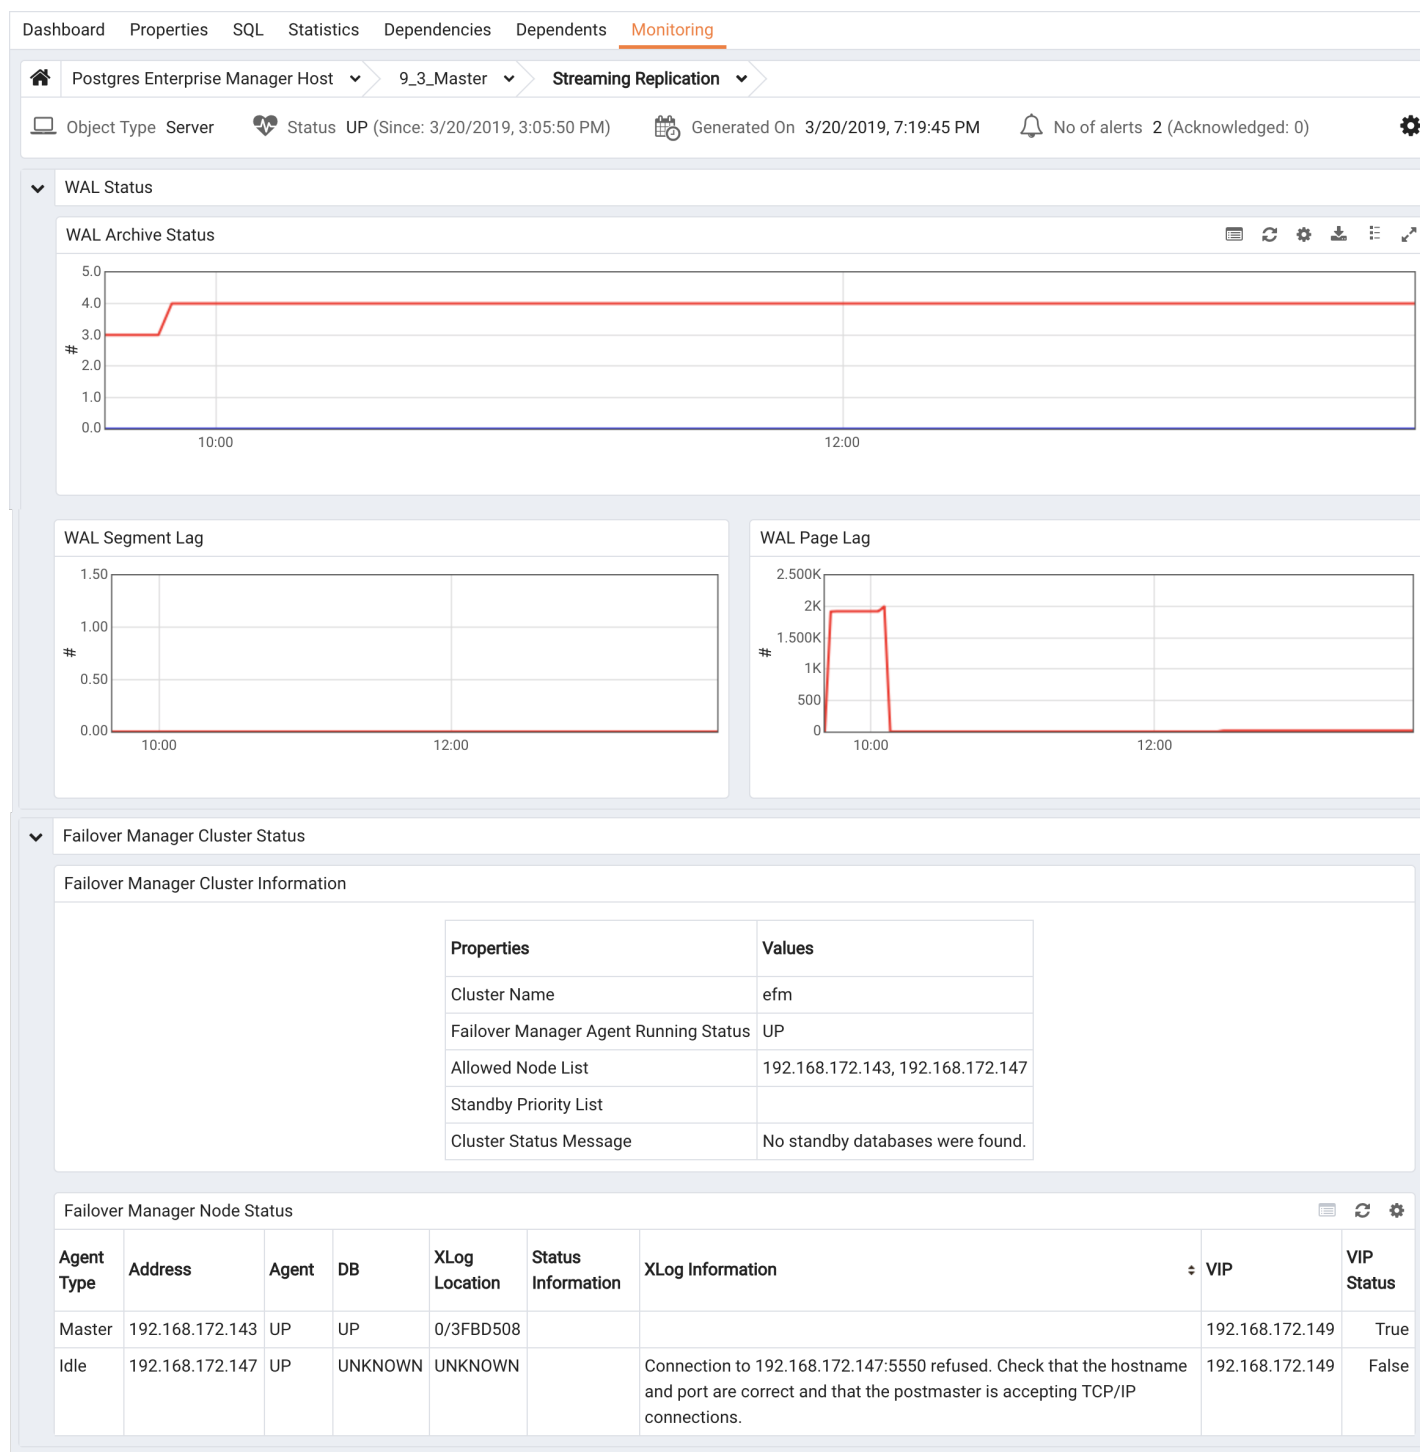 Dashboard Properties SQL Statistics Dependencies Dependents Monitoring
Postgres Enterprise Manager Host 9_3_Master Streaming Replication
Object Type Server Status UP (Since: 3/20/2019, 3:05:50 PM) Generated On 3/20/2019, 7:19:45 PM No of alerts 2 (Acknowledged: 0)
WAL Status
WAL Archive Status
5.0
4.0
3.0
#
2.0
1.0
0.0
10:00 12:00
WAL Segment Lag
1.50
1.00
#
0.50
0.00
10:00 12:00
WAL Page Lag
2.500K
2K
1.500K
#
1K
500
0
10:00 12:00
Failover Manager Cluster Status
Failover Manager Cluster Information
Properties Values
Cluster Name efm
Failover Manager Agent Running Status UP
Allowed Node List 192.168.172.143, 192.168.172.147
Standby Priority List
Cluster Status Message No standby databases were found.
Failover Manager Node Status
Agent Type Address Agent DB XLog Location Status Information XLog Information VIP VIP Status
Master 192.168.172.143 UP UP 0/3FBD508 192.168.172.149 True
Idle 192.168.172.147 UP UNKNOWN UNKNOWN Connection to 192.168.172.147:5550 refused. Check that the hostname 192.168.172.149 False
and port are correct and that the postmaster is accepting TCP/IP
connections.